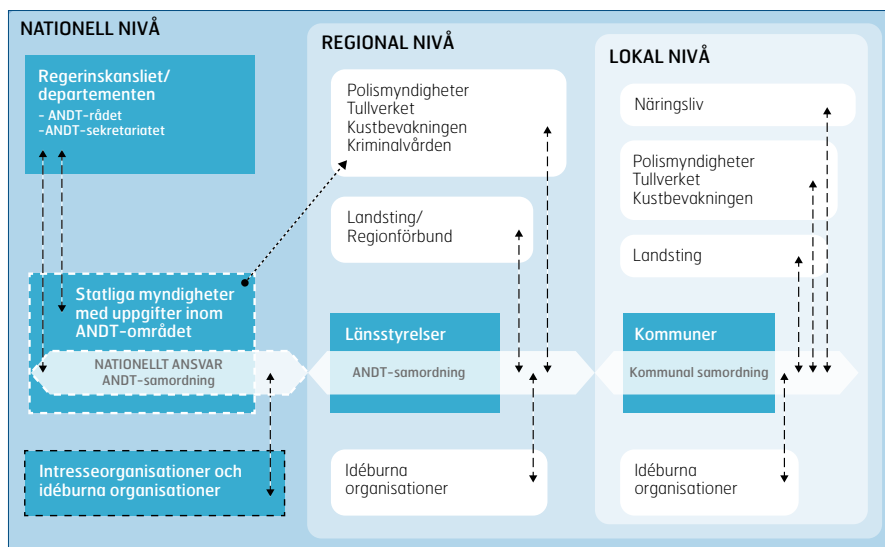 NATIONELL NIVÅ
Regerinskansliet/
departementen
- ANDT-rådet
-ANDT-sekretariatet
Statliga myndigheter
med uppgifter inom
ANDT-området
NATIONELLT ANSVAR
ANDT-samordning
Intresseorganisationer och
idéburna organisationer
REGIONAL NIVÅ
Polismyndigheter
Tullverket
Kustbevakningen
Kriminalvården
Landsting/
Regionförbund
Länsstyrelser
ANDT-samordning
Idéburna
organisationer
LOKAL NIVÅ
Näringsliv
Polismyndigheter
Tullverket
Kustbevakningen
Landsting
Kommuner
Kommunal samordning
Idéburna
organisationer